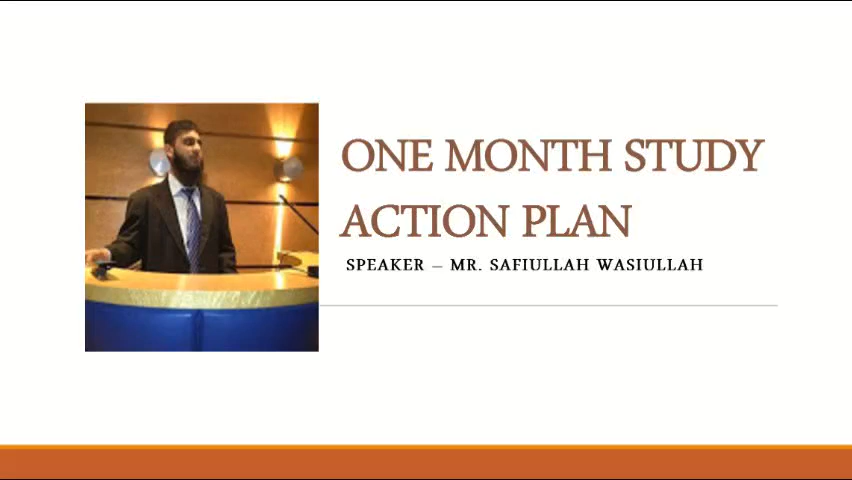 ONE MONTH STUDY
ACTION PLAN
SPEAKER – MR. SAFIULLAH WASIULLAH